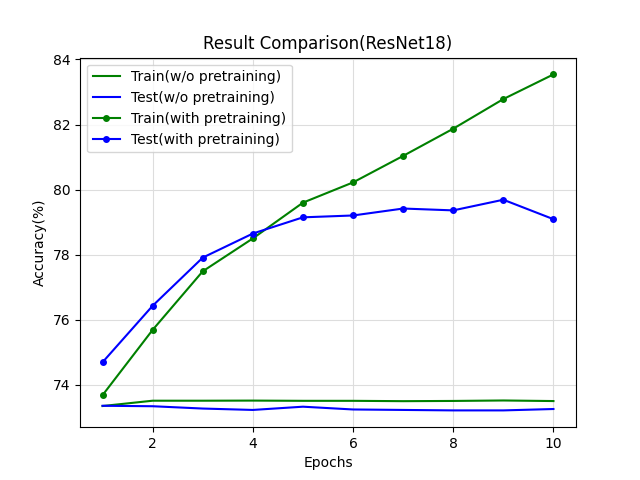 Result Comparison(ResNet18)
Train(w/o pretraining)
Test(w/o pretraining)
Train(with pretraining)
Test(with pretraining)
Accuracy(%)
84
82
80
78
76
74
2 4 6 8 10
Epochs